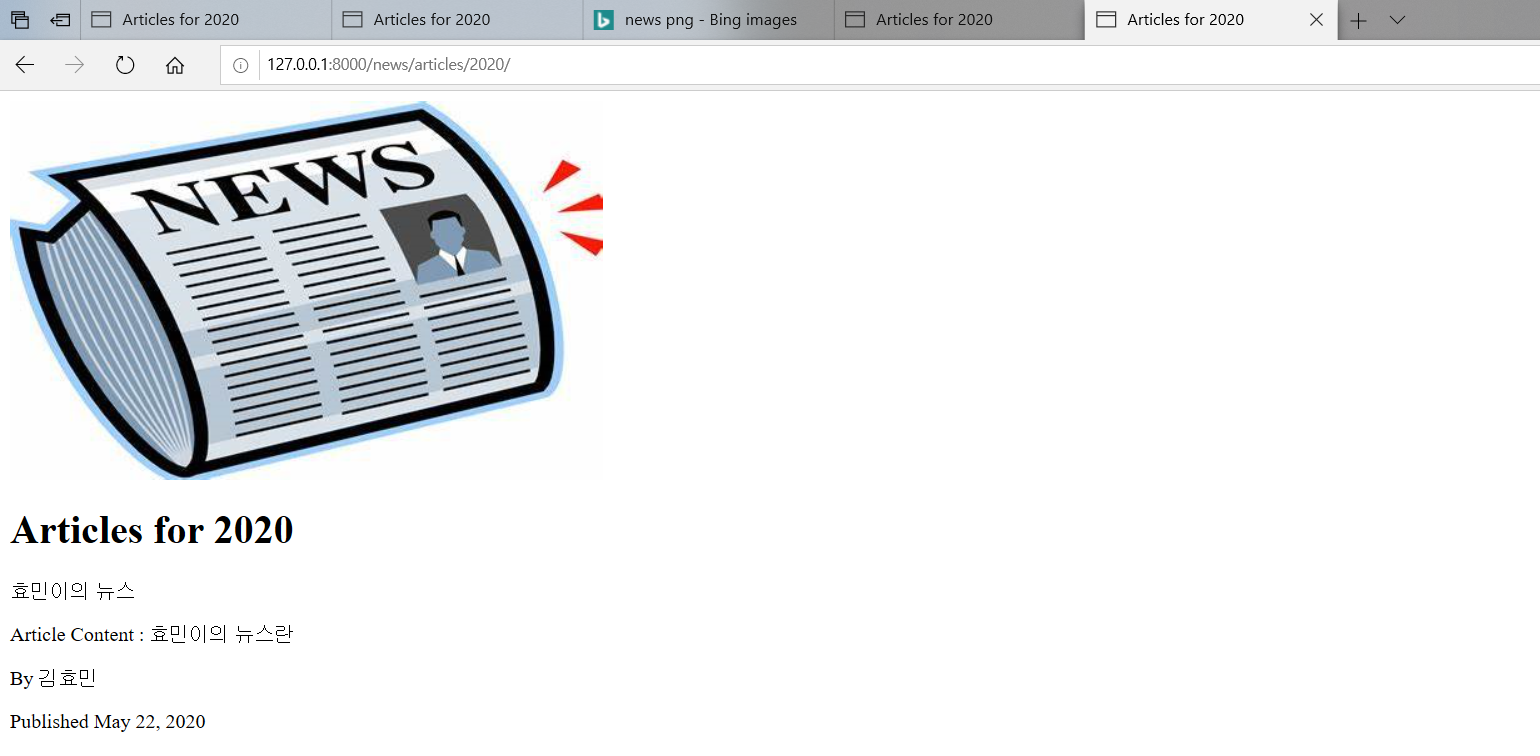 Articles for 2020
Articles for 2020
news png - Bing images
Articles for 2020
Articles for 2020
127.0.0.1:8000/news/articles/2020/
NEWS
Articles for 2020
효민이의 뉴스
Article Content : 효민이의 뉴스란
By 김효민
Published May 22, 2020